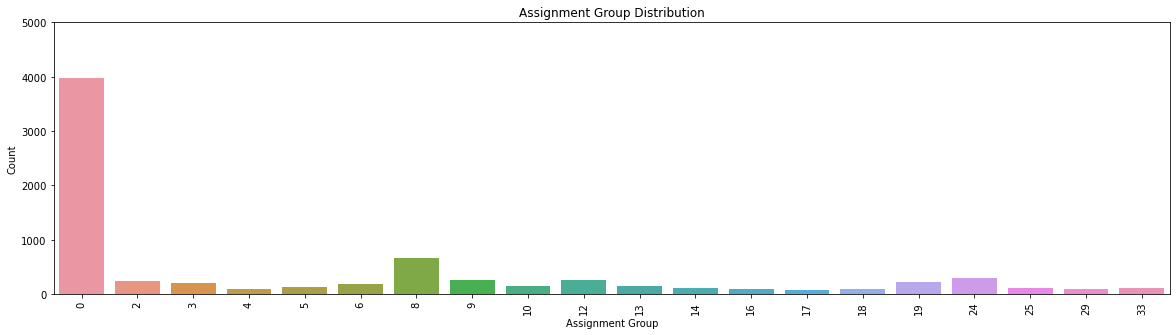 Assignment Group Distribution
5000
4000
3000
2000
1000
0
Count
0 2 3 4 5 6 8 9 10 12 13 14 16 17 18 19 24 25 29 33
Assignment Group